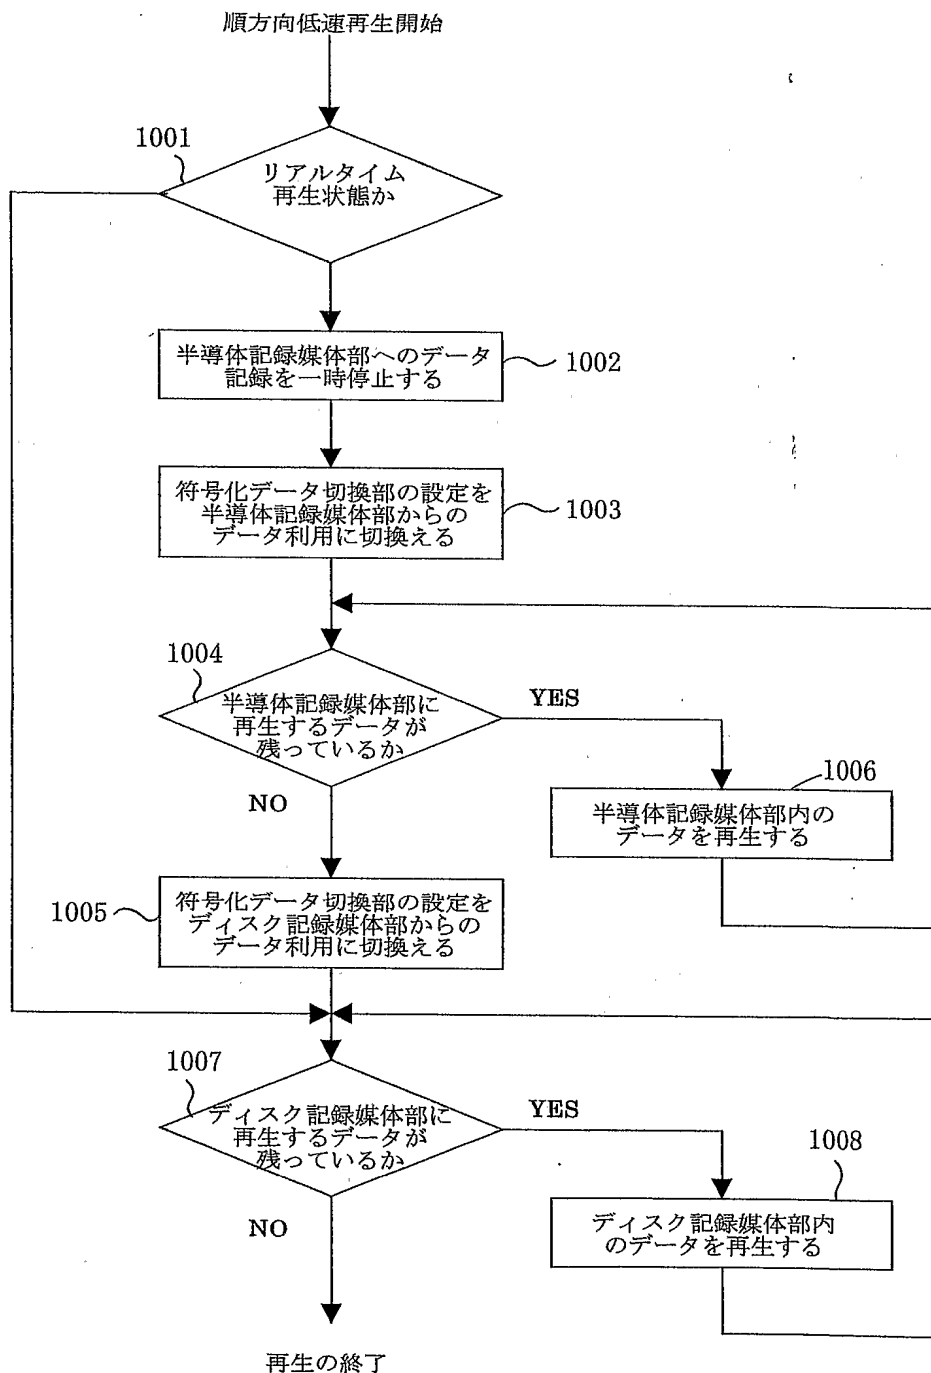 順方向低速再生開始
1001
リアルタイム
再生状態か
半導体記録媒体部へのデータ
記録を一時停止する
1002
符号化データ切換部の設定を
半導体記録媒体部からの
データ利用に切換える
1003
1004
半導体記録媒体部に
再生するデータが
残っているか
YES
NO
1006
半導体記録媒体部内の
データを再生する
1005
符号化データ切換部の設定を
ディスク記録媒体部からの
データ利用に切換える
1007
ディスク記録媒体部に
再生するデータが
残っているか
YES
NO
1008
ディスク記録媒体部内
のデータを再生する
再生の終了